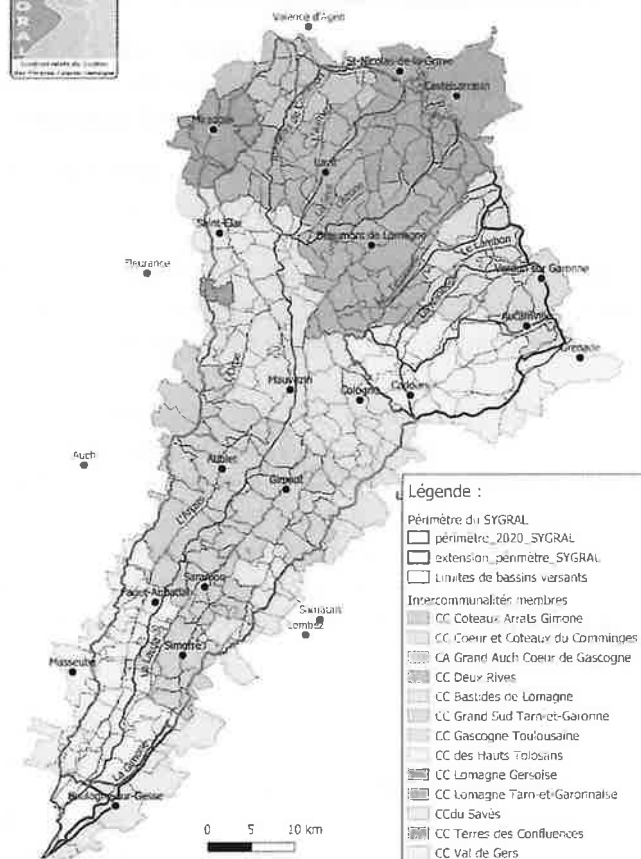 O
R
A
L
Valence d'Agen
St-Nicolas-de-la-Grave
Castelsarrasin
Miradoux
Lavit
Saint-Clar
Beaumont de Lomagne
Le Lambon
Fleurance
Verdun sur Garonne
Aucamville
Grenade
Mauvezin
Cologne
Cadours
Auch
Aubiet
Gimont
L'Arrats
Saramon
Samatan
Lombez
Simorre
Masseube
La Gimone
Boulogne-sur-Gesse
0 5 10 km
Légende :
Périmètre du SYGRAL
périmètre_2020_SYGRAL
extension_périmètre_SYGRAL
Limites de bassins versants
Intercommunalités membres
CC Coteaux Arrats Gimone
CC Coeur et Coteaux du Comminges
CA Grand Auch Coeur de Gascogne
CC Deux Rives
CC Bastides de Lomagne
CC Grand Sud Tarn-et-Garonne
CC Gascogne Toulousaine
CC des Hauts Tolosans
CC Lomagne Gersoise
CC Lomagne Tarn-et-Garonnaise
CCdu Savès
CC Terres des Confluences
CC Val de Gers